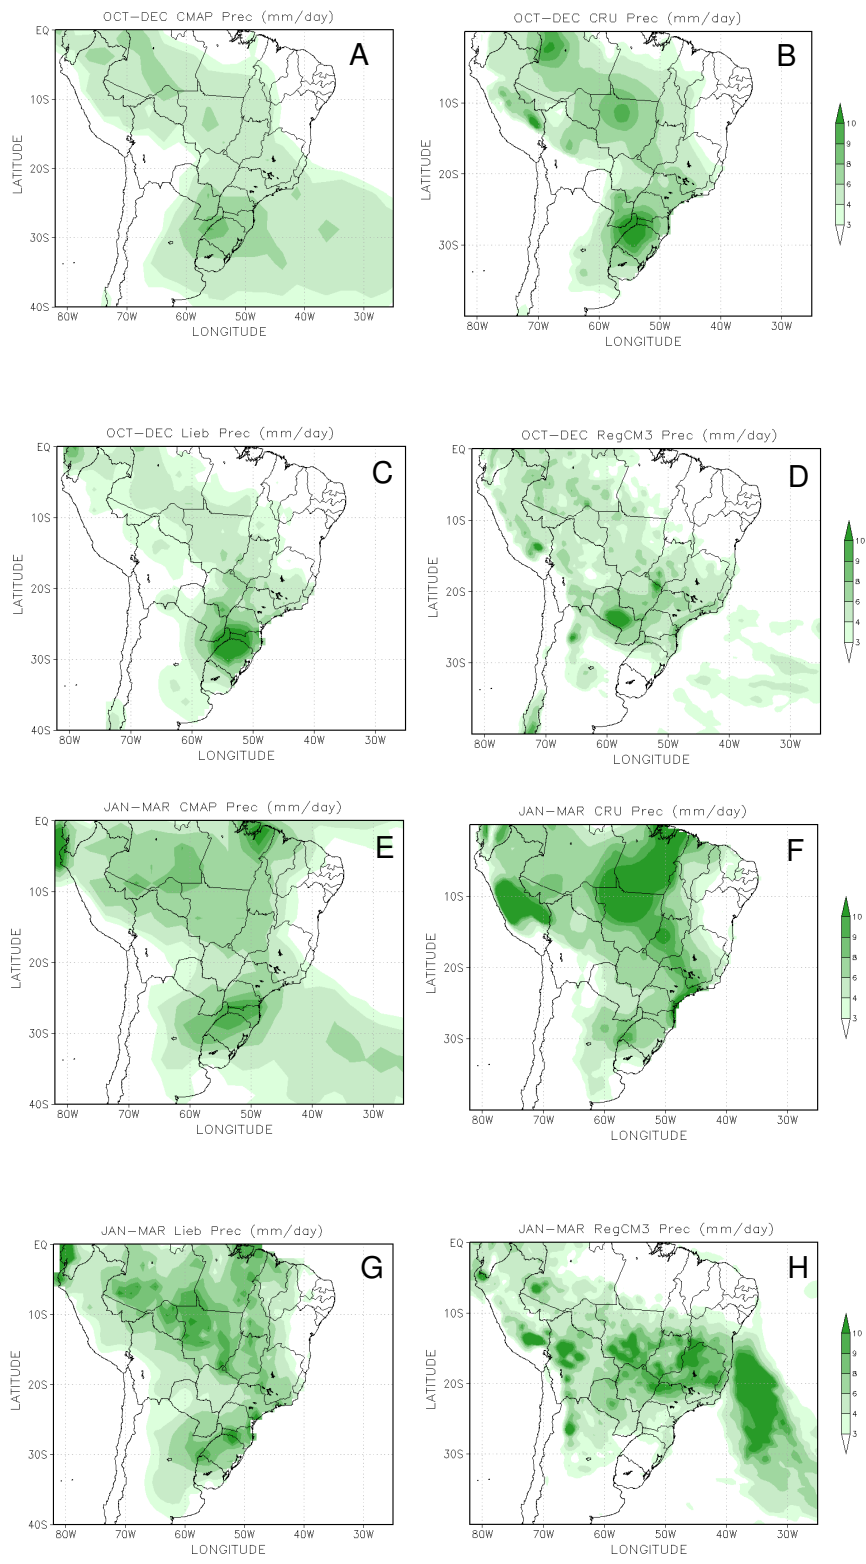 OCT-DEC CMAP Prec (mm/day)
A
EQ
10S
20S
30S
40S
LATITUDE
80W 70W 60W 50W 40W 30W
LONGITUDE
OCT-DEC CRU Prec (mm/day)
B
10S
20S
30S
LATITUDE
80W 70W 60W 50W 40W 30W
LONGITUDE
10
9
8
6
4
3
OCT-DEC Lieb Prec (mm/day)
C
EQ
10S
20S
30S
40S
LATITUDE
80W 70W 60W 50W 40W 30W
LONGITUDE
OCT-DEC RegCM3 Prec (mm/day)
D
EQ
10S
20S
30S
LATITUDE
80W 70W 60W 50W 40W 30W
LONGITUDE
10
9
8
6
4
3
JAN-MAR CMAP Prec (mm/day)
E
EQ
10S
20S
30S
40S
LATITUDE
80W 70W 60W 50W 40W 30W
LONGITUDE
JAN-MAR CRU Prec (mm/day)
F
10S
20S
30S
LATITUDE
80W 70W 60W 50W 40W 30W
LONGITUDE
10
9
8
6
4
3
JAN-MAR Lieb Prec (mm/day)
G
EQ
10S
20S
30S
40S
LATITUDE
80W 70W 60W 50W 40W 30W
LONGITUDE
JAN-MAR RegCM3 Prec (mm/day)
H
EQ
10S
20S
30S
LATITUDE
80W 70W 60W 50W 40W 30W
LONGITUDE
10
9
8
6
4
3